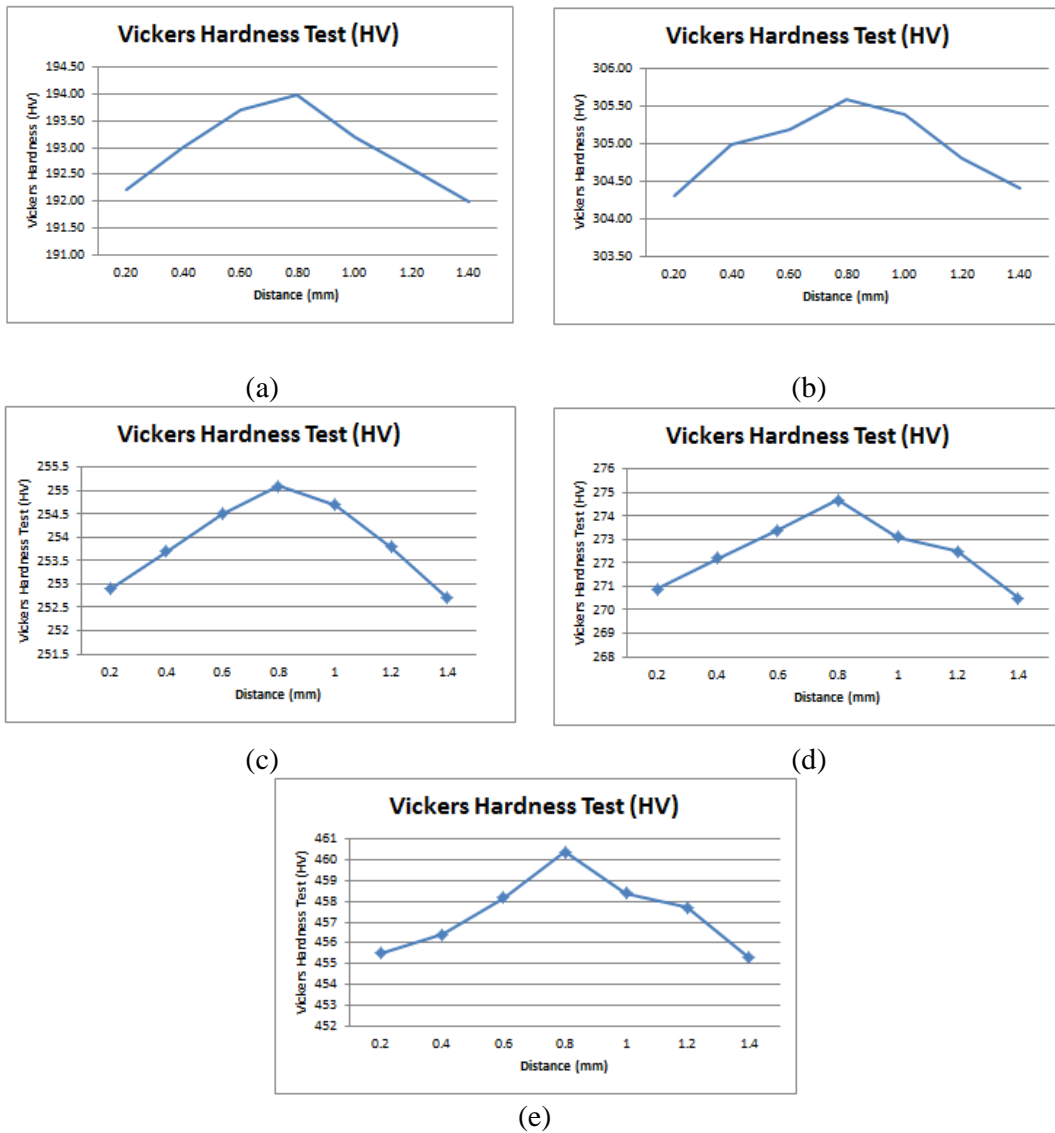 Vickers Hardness Test (HV)
Vickers Hardness (HV)
194.50
194.00
193.50
193.00
192.50
192.00
191.50
191.00
0.20 0.40 0.60 0.80 1.00 1.20 1.40
Distance (mm)
(a)
Vickers Hardness Test (HV)
Vickers Hardness (HV)
306.00
305.50
305.00
304.50
304.00
303.50
0.20 0.40 0.60 0.80 1.00 1.20 1.40
Distance (mm)
(b)
Vickers Hardness Test (HV)
Vickers Hardness Test (HV)
255.5
255
254.5
254
253.5
253
252.5
252
251.5
0.2 0.4 0.6 0.8 1 1.2 1.4
Distance (mm)
(c)
Vickers Hardness Test (HV)
Vickers Hardness Test (HV)
276
275
274
273
272
271
270
269
268
0.2 0.4 0.6 0.8 1 1.2 1.4
Distance (mm)
(d)
Vickers Hardness Test (HV)
Vickers Hardness Test (HV)
461
460
459
458
457
456
455
454
453
452
0.2 0.4 0.6 0.8 1 1.2 1.4
Distance (mm)
(e)